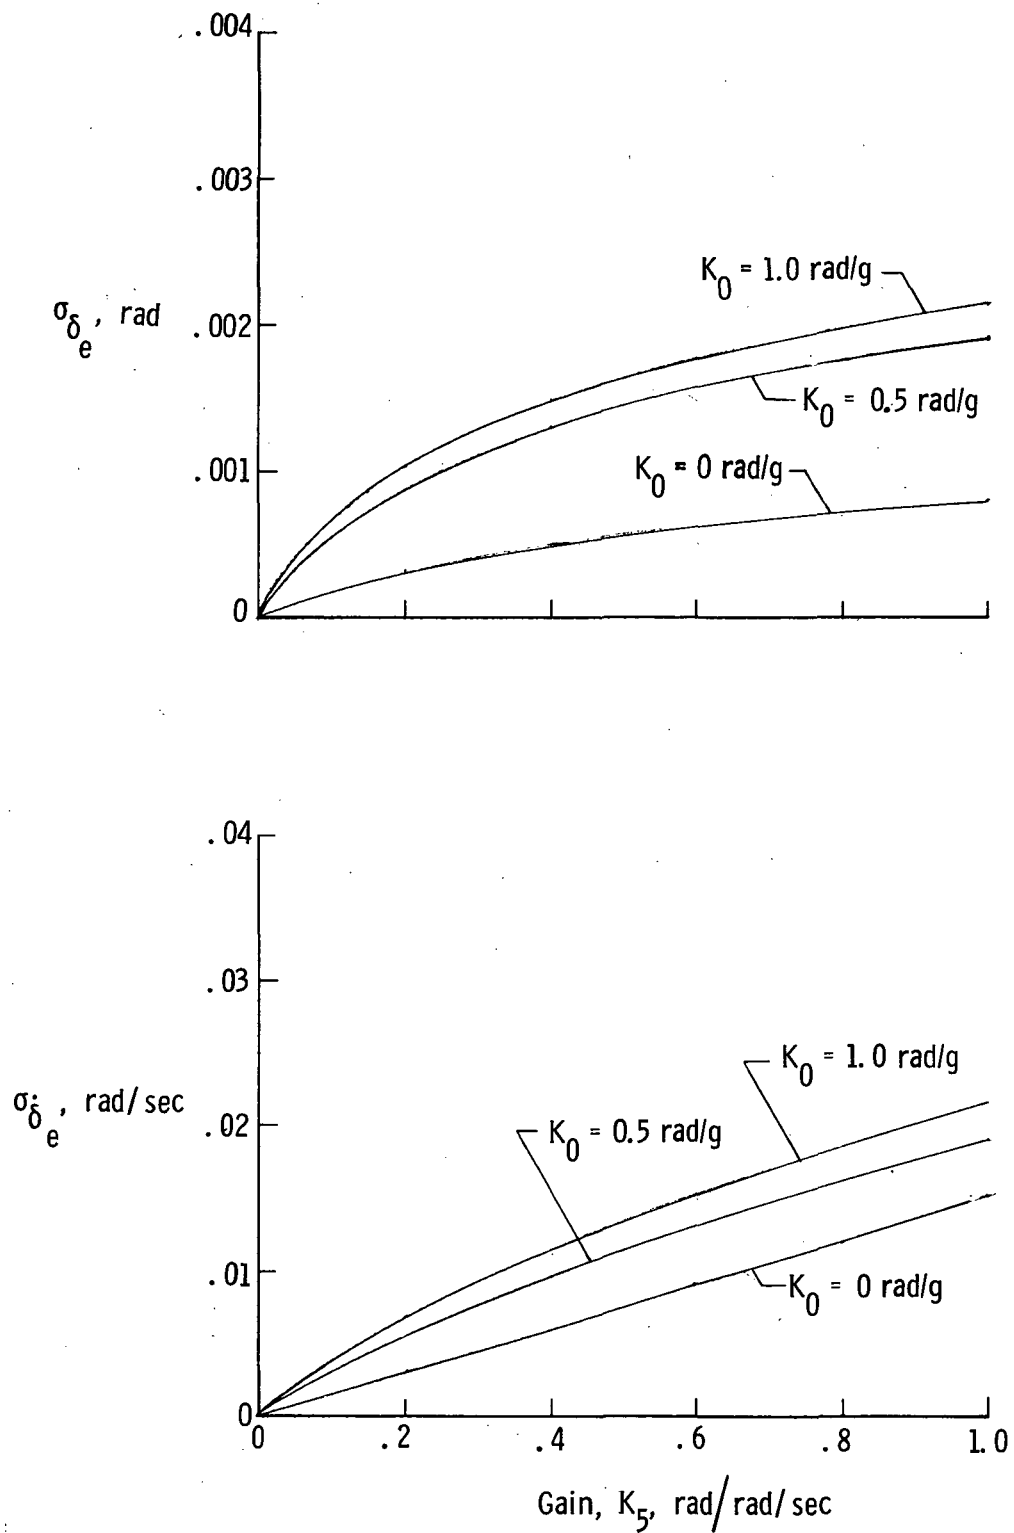 .004
.003
K0 = 1.0 rad/g
σδe, rad
.002
K0 = 0.5 rad/g
.001
K0 = 0 rad/g
0
.04
.03
K0 = 1.0 rad/g
σδ̇e, rad/sec
.02
K0 = 0.5 rad/g
.01
K0 = 0 rad/g
0
0 .2 .4 .6 .8 1.0
Gain, K5, rad/rad/sec